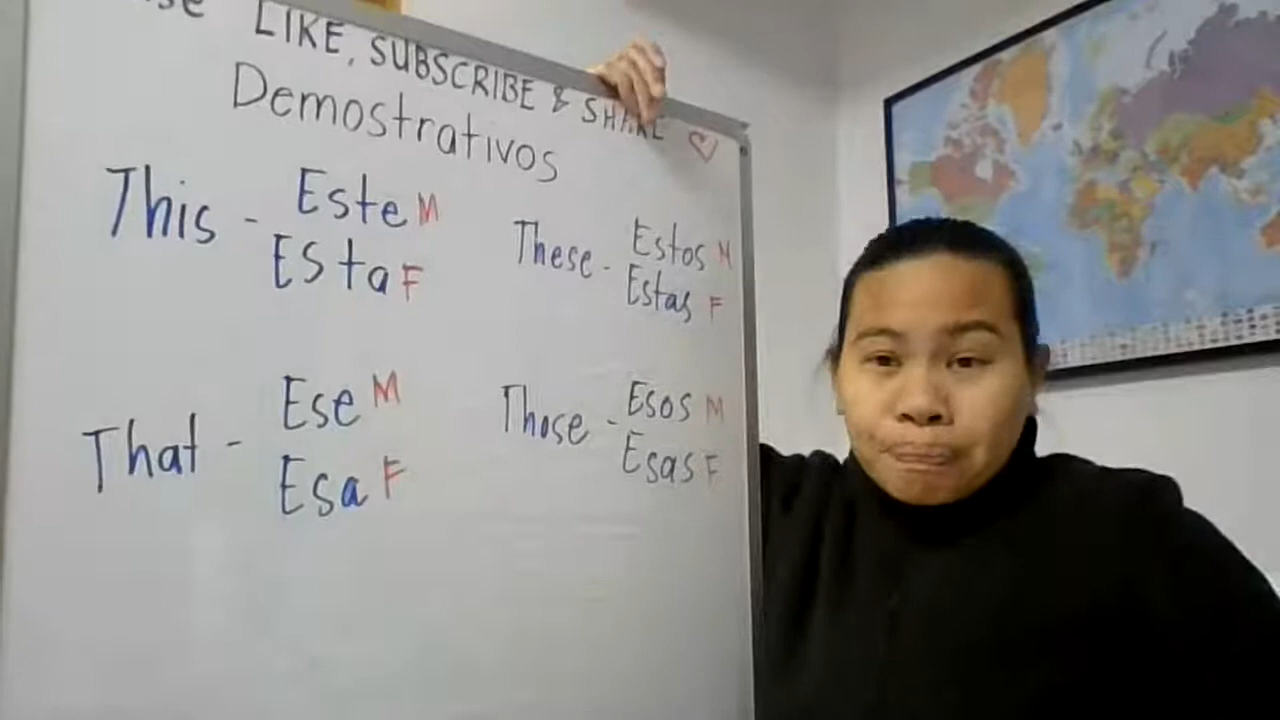 LIKE, SUBSCRIBE & SHARE
Demostrativos
This - Este M
Esta F
These - Estos M
Estas F
That - Ese M
Esa F
Those - Esos M
Esas F